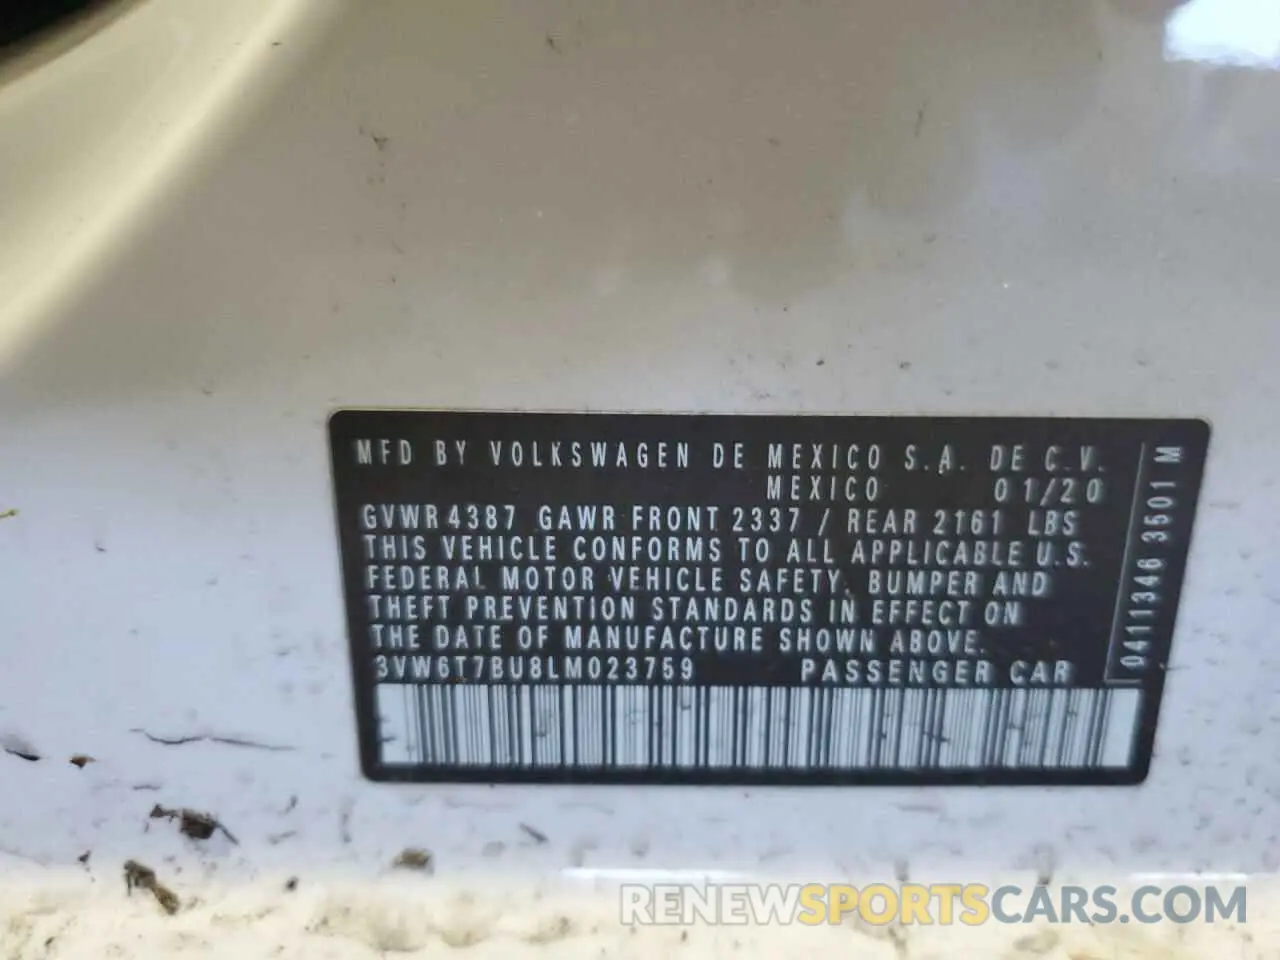 MFD BY VOLKSWAGEN DE MEXICO S.A. DE C.V.
MEXICO 01/20
GVWR 4387 GAWR FRONT 2337 / REAR 2161 LBS
THIS VEHICLE CONFORMS TO ALL APPLICABLE U.S.
FEDERAL MOTOR VEHICLE SAFETY, BUMPER AND
THEFT PREVENTION STANDARDS IN EFFECT ON
THE DATE OF MANUFACTURE SHOWN ABOVE.
3VW6T7BU8LM023759 PASSENGER CAR
0411346 3501 M
RENEWSPORTSCARS.COM